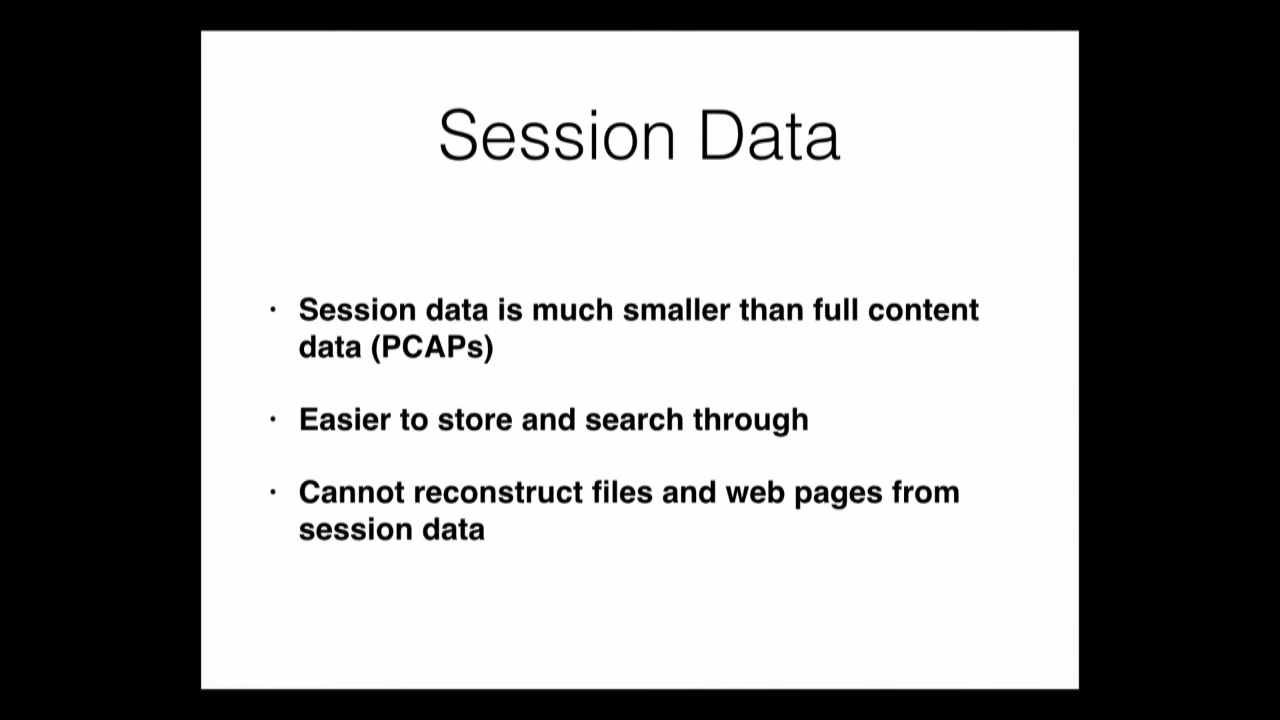 Session Data
· Session data is much smaller than full content
data (PCAPs)
· Easier to store and search through
· Cannot reconstruct files and web pages from
session data